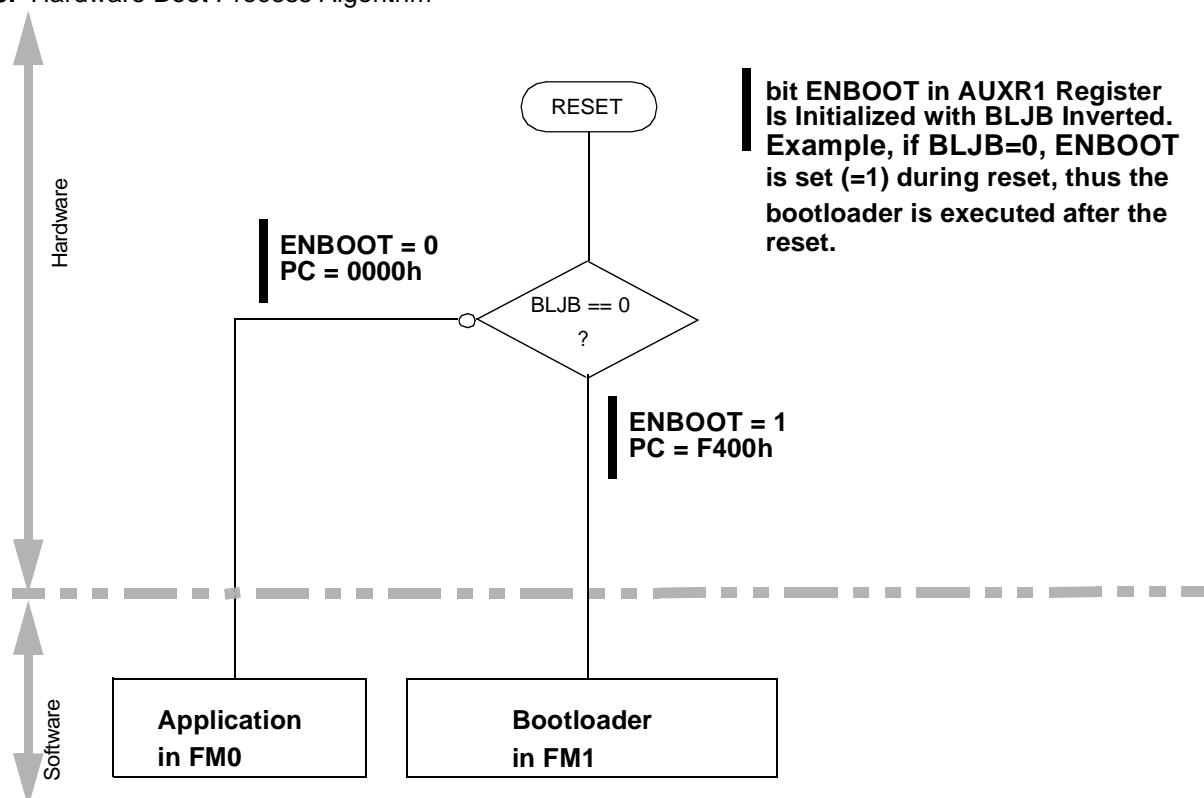 Hardware Boot Process Algorithm
RESET
bit ENBOOT in AUXR1 Register
Is Initialized with BLJB Inverted.
Example, if BLJB=0, ENBOOT
is set (=1) during reset, thus the
bootloader is executed after the
reset.
Hardware
ENBOOT = 0
PC = 0000h
BLJB == 0
?
ENBOOT = 1
PC = F400h
Software
Application
in FM0
Bootloader
in FM1